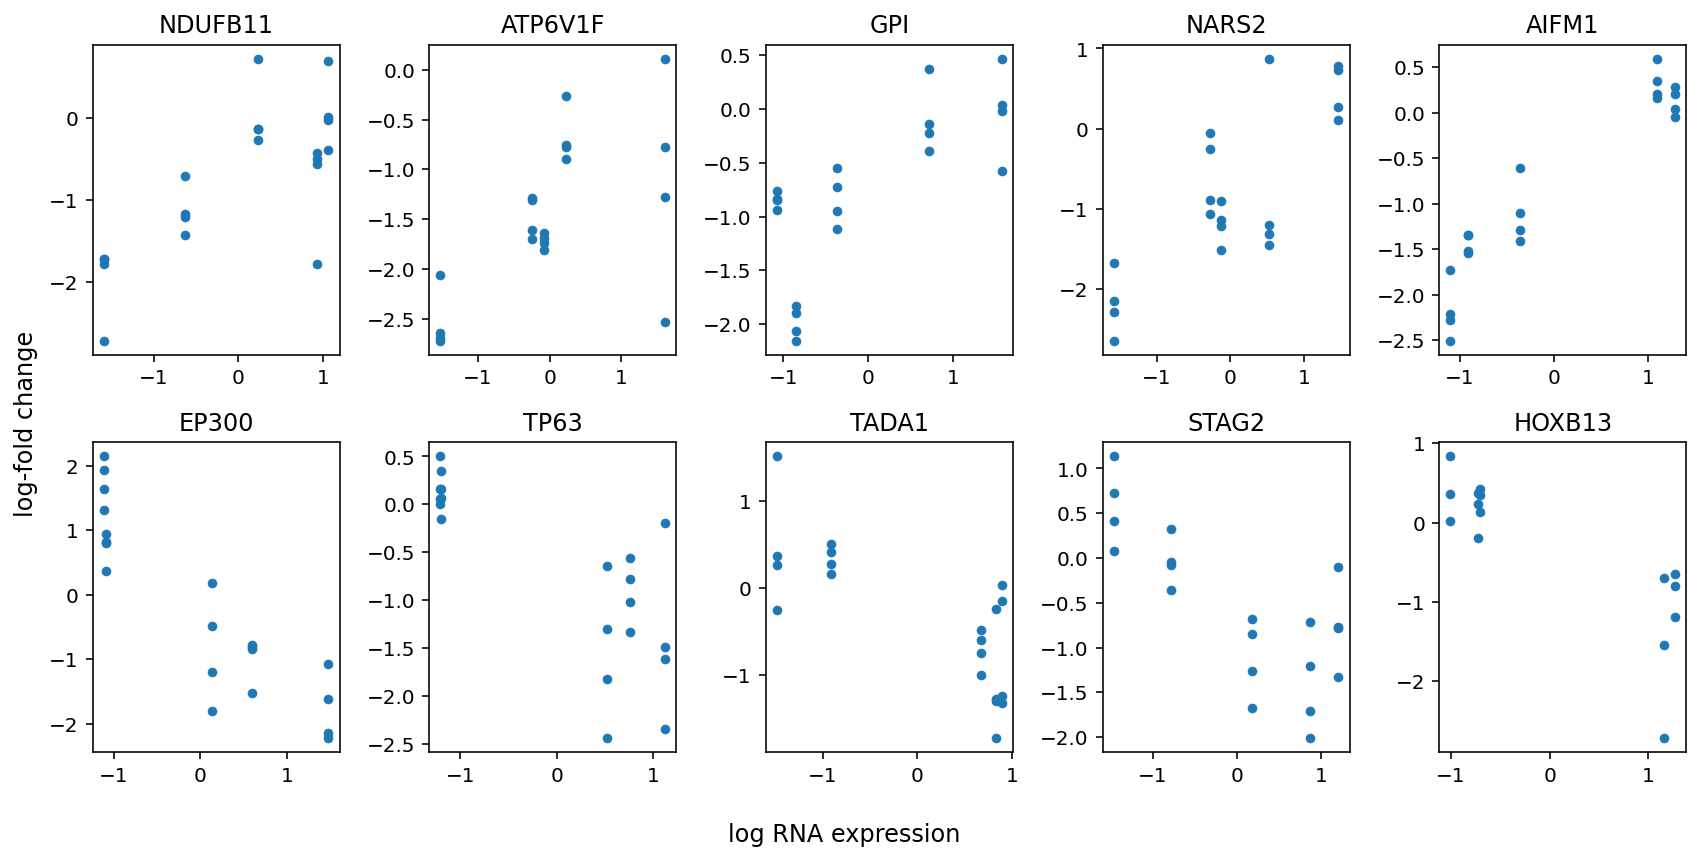 NDUFB11 ATP6V1F GPI NARS2 AIFM1
0 −1 −2
−1 0 1
0.0 −0.5 −1.0 −1.5 −2.0 −2.5
−1 0 1
0.5 0.0 −0.5 −1.0 −1.5 −2.0
−1 0 1
1 0 −1 −2
−1 0 1
0.5 0.0 −0.5 −1.0 −1.5 −2.0 −2.5
−1 0 1
log-fold change
EP300 TP63 TADA1 STAG2 HOXB13
2 1 0 −1 −2
−1 0 1
0.5 0.0 −0.5 −1.0 −1.5 −2.0 −2.5
−1 0 1
1 0 −1
−1 0 1
1.0 0.5 0.0 −0.5 −1.0 −1.5 −2.0
−1 0 1
1 0 −1 −2
−1 0 1
log RNA expression